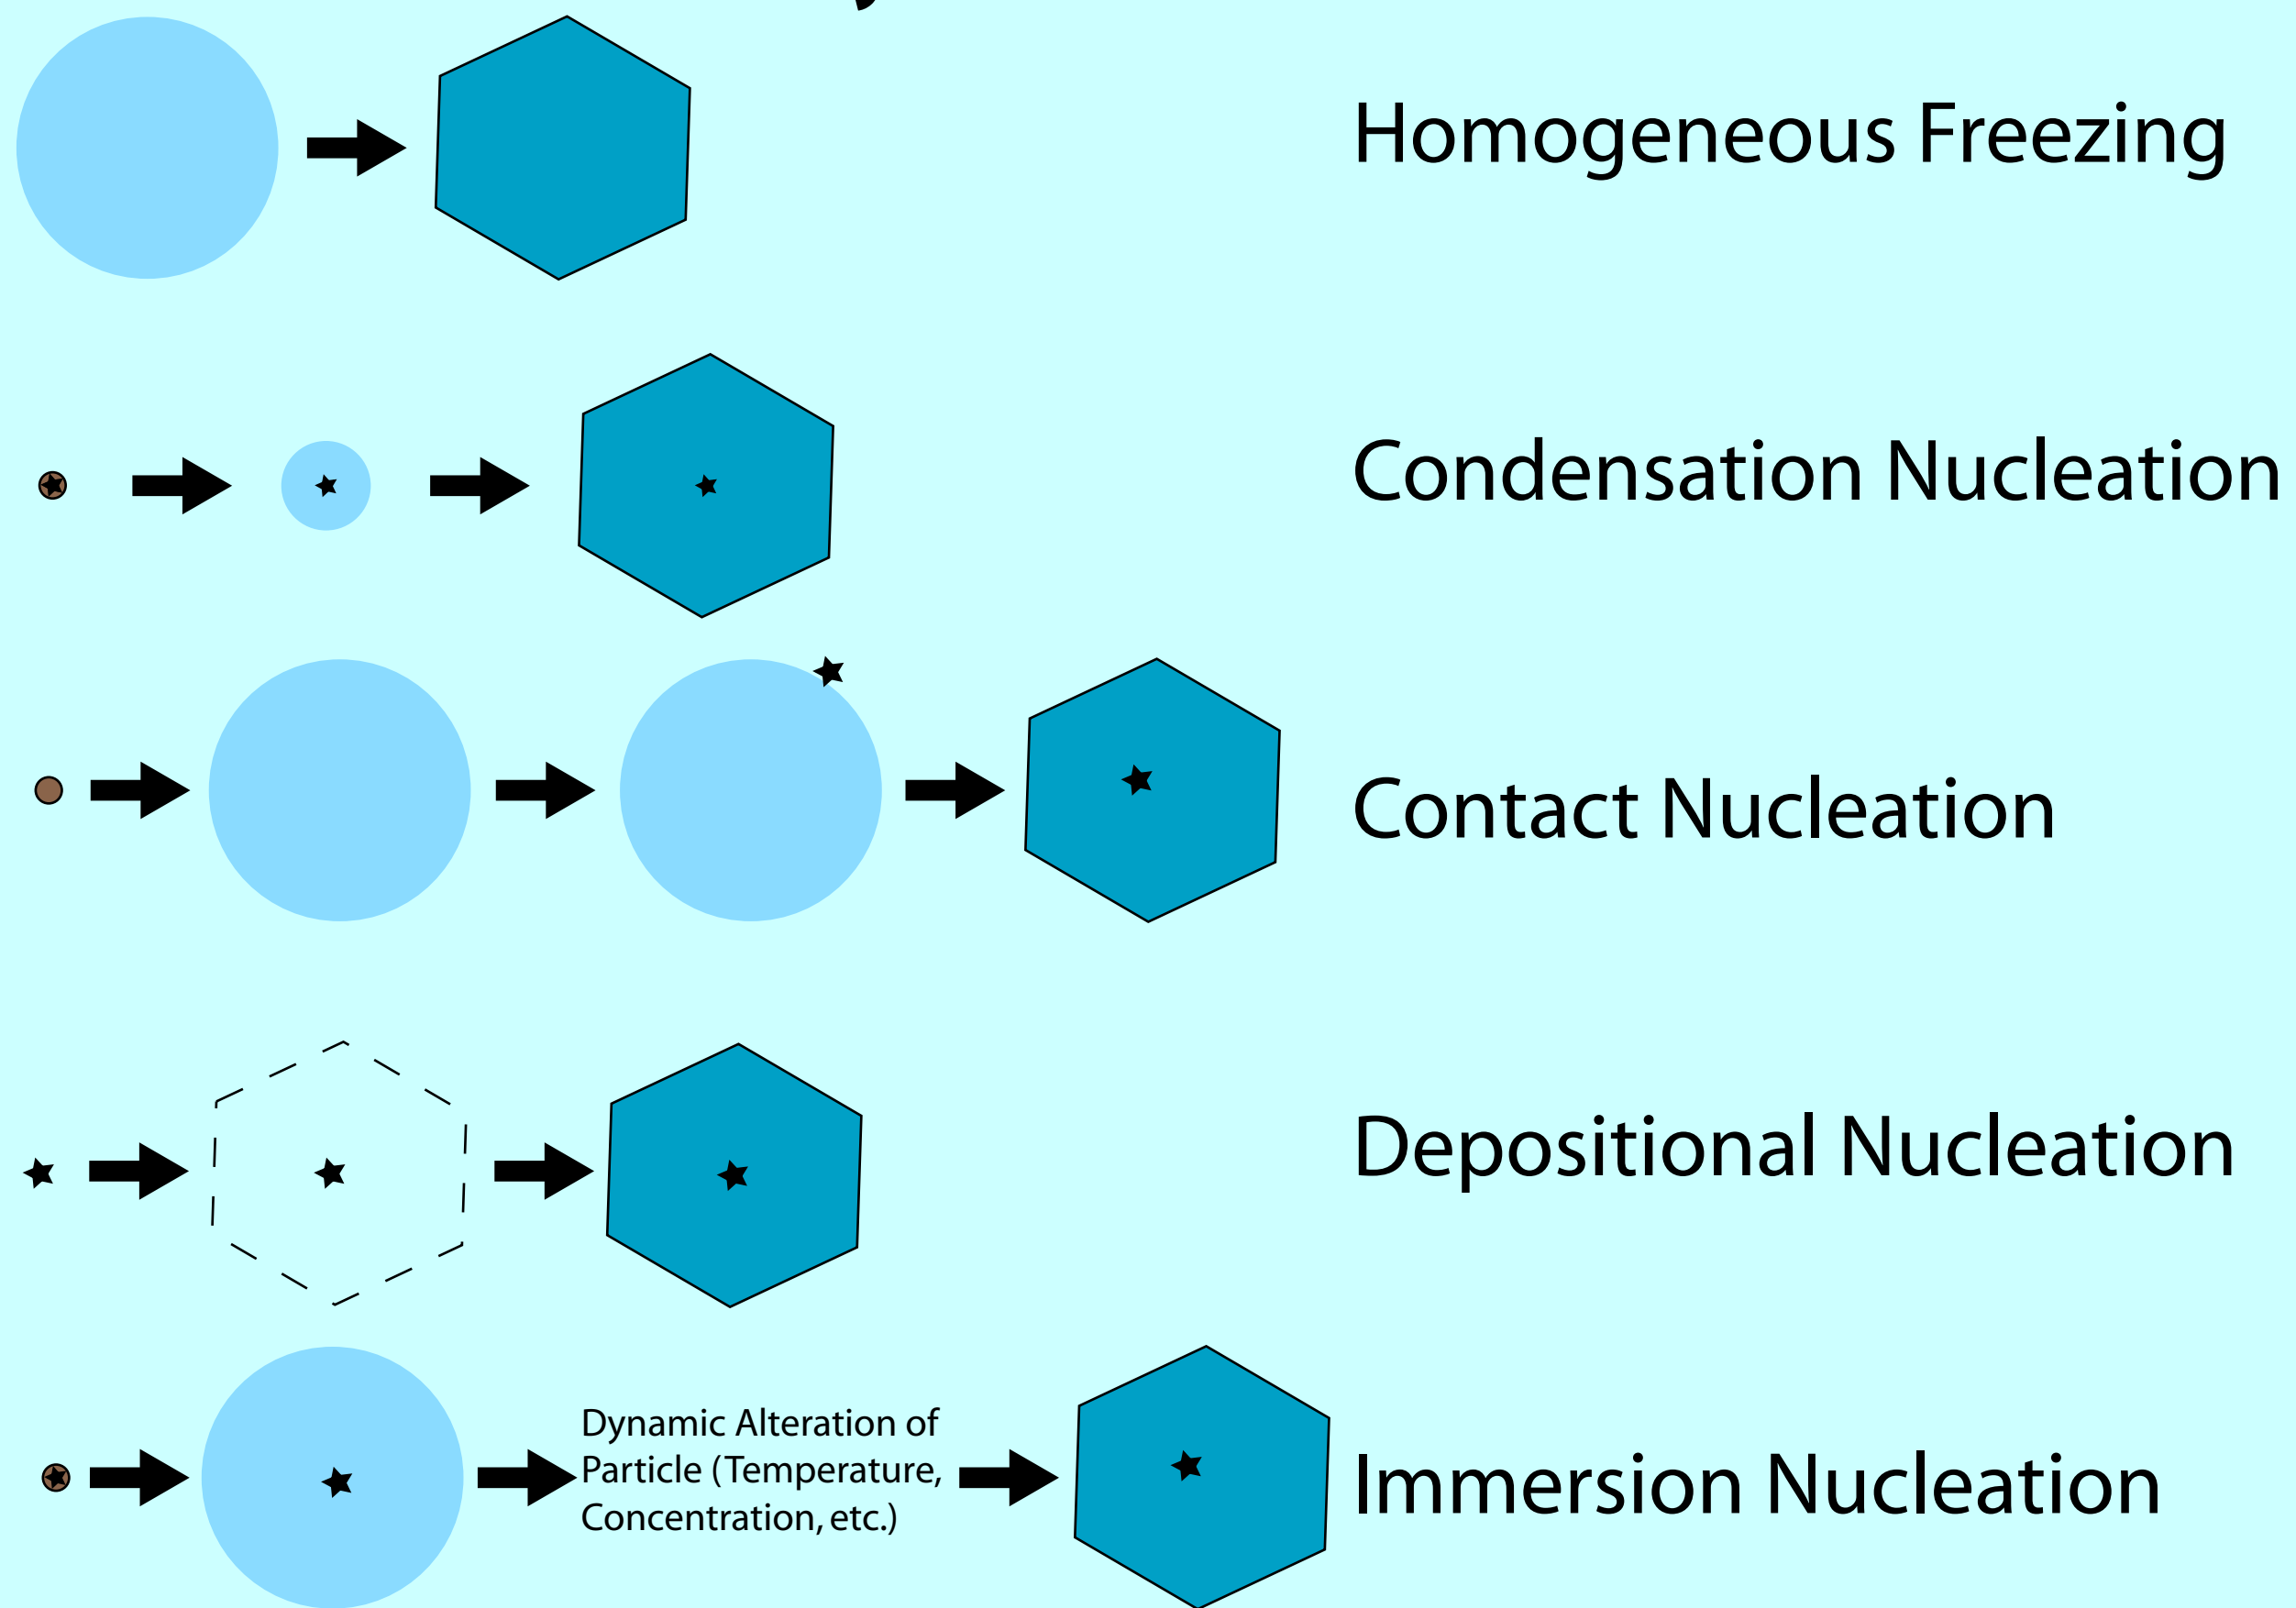 Homogeneous Freezing
Condensation Nucleation
Contact Nucleation
Depositional Nucleation
Dynamic Alteration of
Particle (Temperature,
Concentration, etc.)
Immersion Nucleation